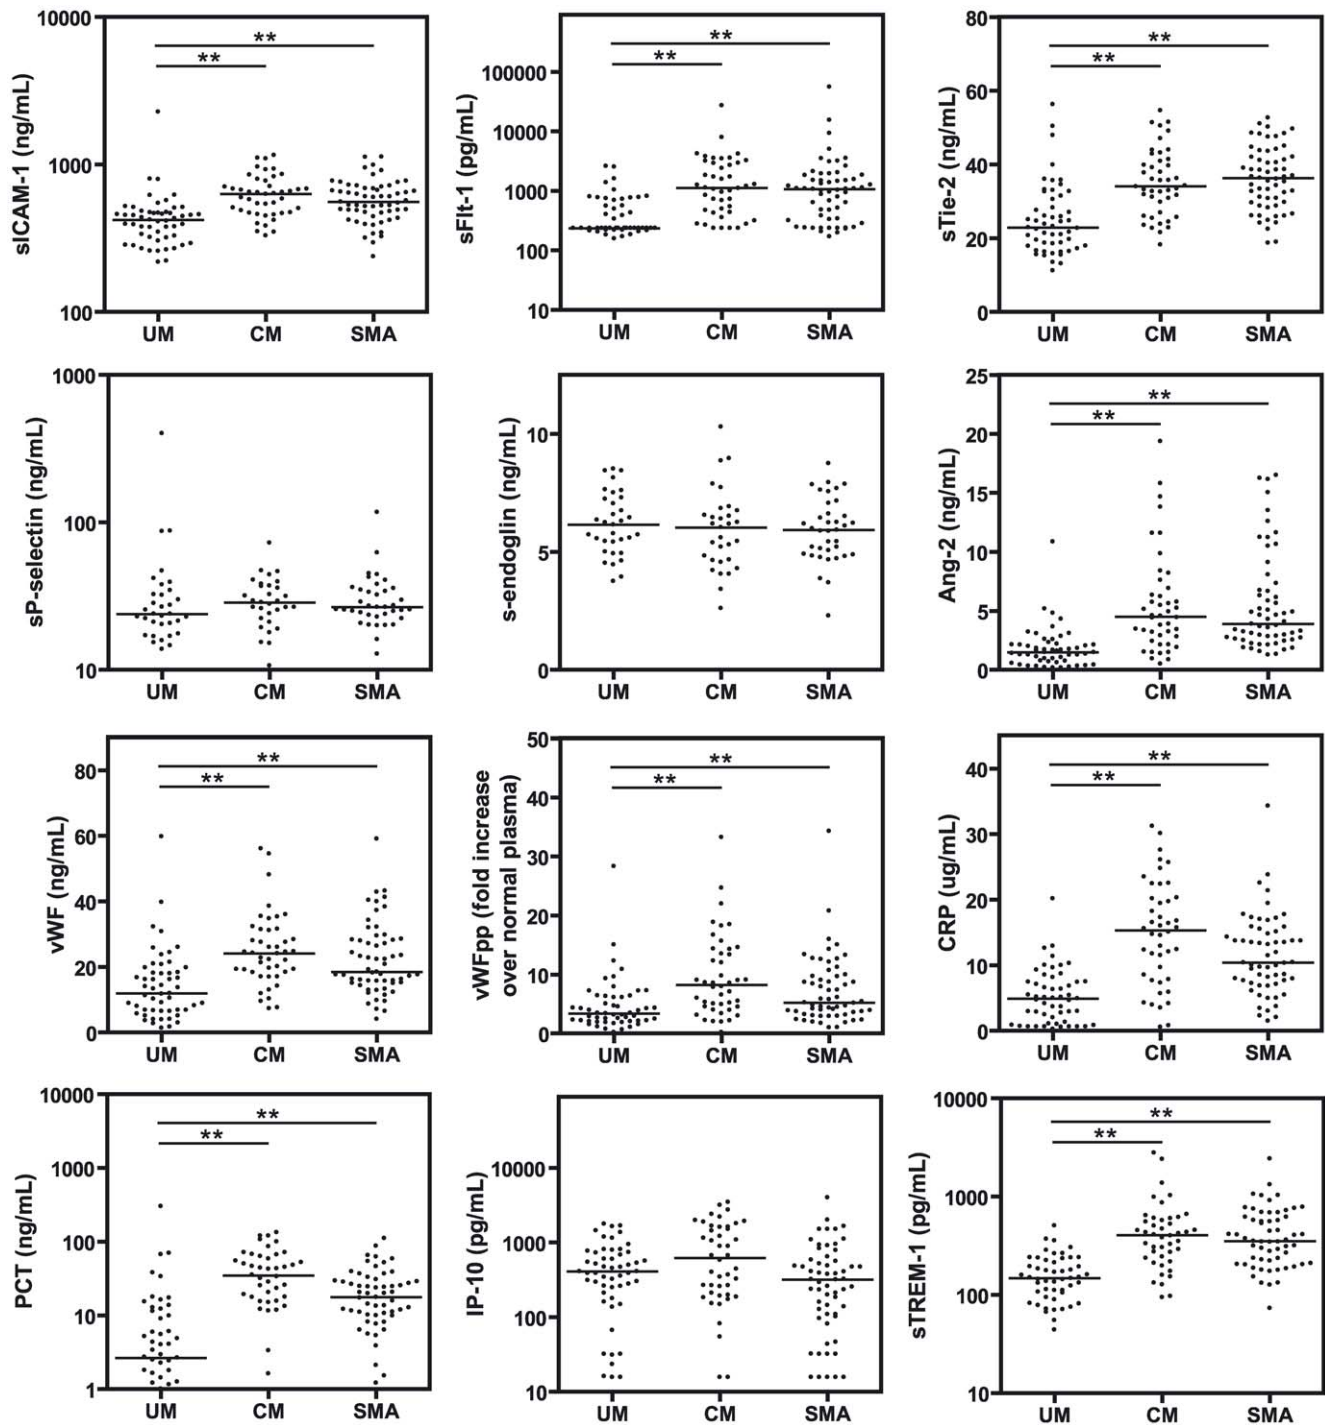 10000
1000
100
sICAM-1 (ng/mL)
**
**
UM CM SMA
100000
10000
1000
100
10
sFlt-1 (pg/mL)
**
**
UM CM SMA
80
60
40
20
0
sTie-2 (ng/mL)
**
**
UM CM SMA
1000
100
10
sP-selectin (ng/mL)
UM CM SMA
10
5
0
s-endoglin (ng/mL)
UM CM SMA
25
20
15
10
5
0
Ang-2 (ng/mL)
**
**
UM CM SMA
80
60
40
20
0
vWF (ng/mL)
**
**
UM CM SMA
50
40
30
20
10
0
vWFpp (fold increase
over normal plasma)
**
**
UM CM SMA
40
30
20
10
0
CRP (ug/mL)
**
**
UM CM SMA
10000
1000
100
10
1
PCT (ng/mL)
**
**
UM CM SMA
10000
1000
100
10
IP-10 (pg/mL)
UM CM SMA
10000
1000
100
10
sTREM-1 (pg/mL)
**
**
UM CM SMA